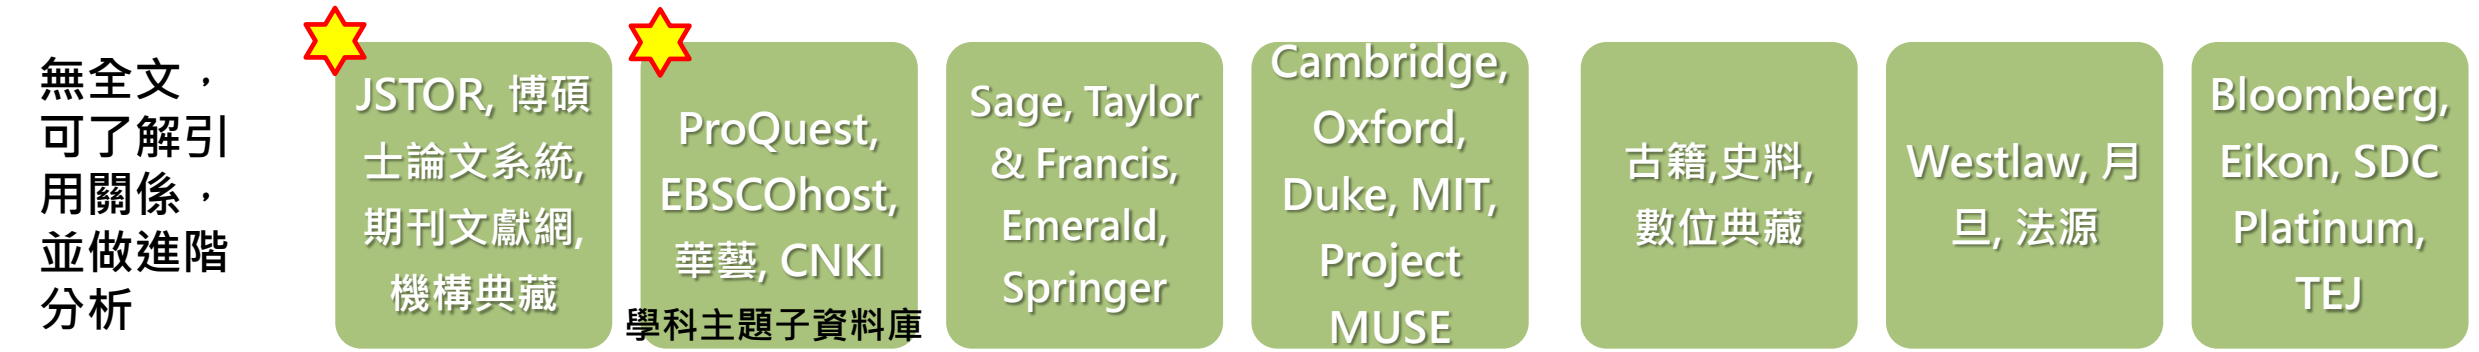 無全文，
可了解引
用關係，
並做進階
分析
JSTOR, 博碩
士論文系統,
期刊文獻網,
機構典藏
ProQuest,
EBSCOhost,
華藝, CNKI
學科主題子資料庫
Sage, Taylor
& Francis,
Emerald,
Springer
Cambridge,
Oxford,
Duke, MIT,
Project
MUSE
古籍,史料,
數位典藏
Westlaw, 月
旦, 法源
Bloomberg,
Eikon, SDC
Platinum,
TEJ